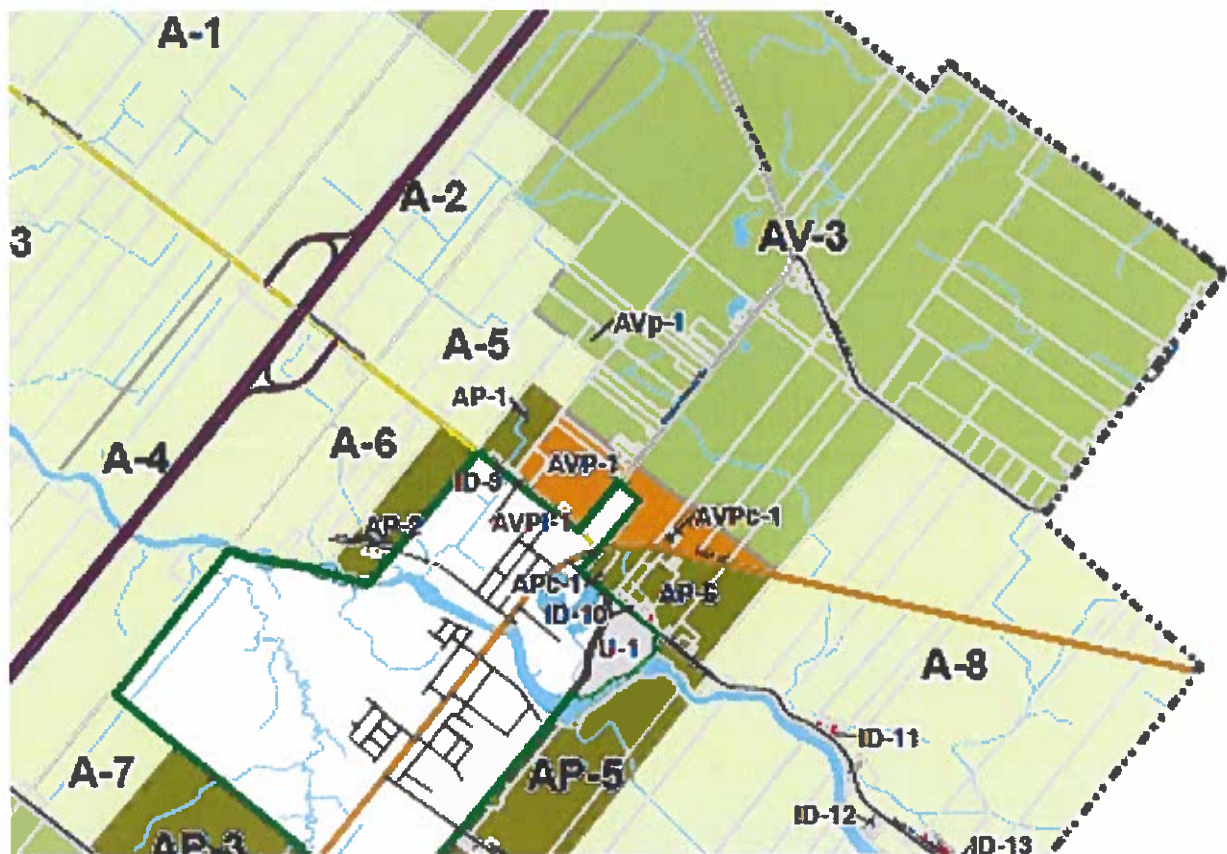 A-1
A-2
3
AV-3
AVp-1
A-5
AP-1
A-6
A-4
AVP-1
ID-9
AVPI-1
AVPc-1
AP-2
APc-1
AP-6
ID-10
U-1
A-8
ID-11
A-7
AP-5
ID-12
AP-3
ID-13